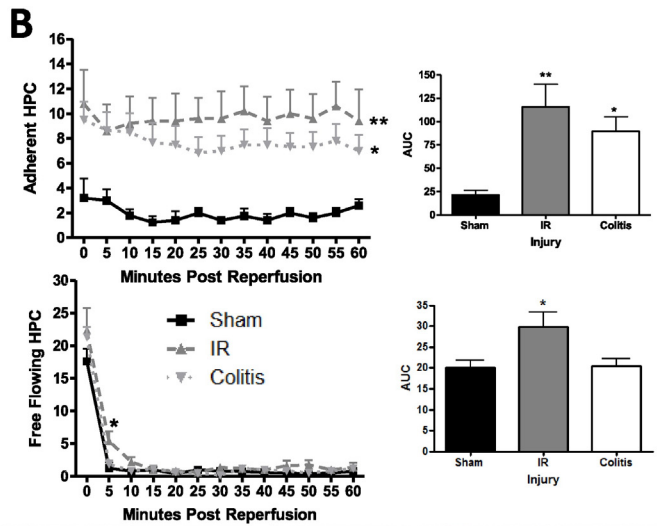 B
16
14
12
10
8
6
4
2
0
Adherent HPC
**
*
0 5 10 15 20 25 30 35 40 45 50 55 60
Minutes Post Reperfusion
150
125
100
75
50
25
0
AUC
**
*
Sham IR Colitis
Injury
30
25
20
15
10
5
0
Free Flowing HPC
Sham
IR
Colitis
*
0 5 10 15 20 25 30 35 40 45 50 55 60
Minutes Post Reperfusion
35
30
25
20
15
10
5
0
AUC
*
Sham IR Colitis
Injury